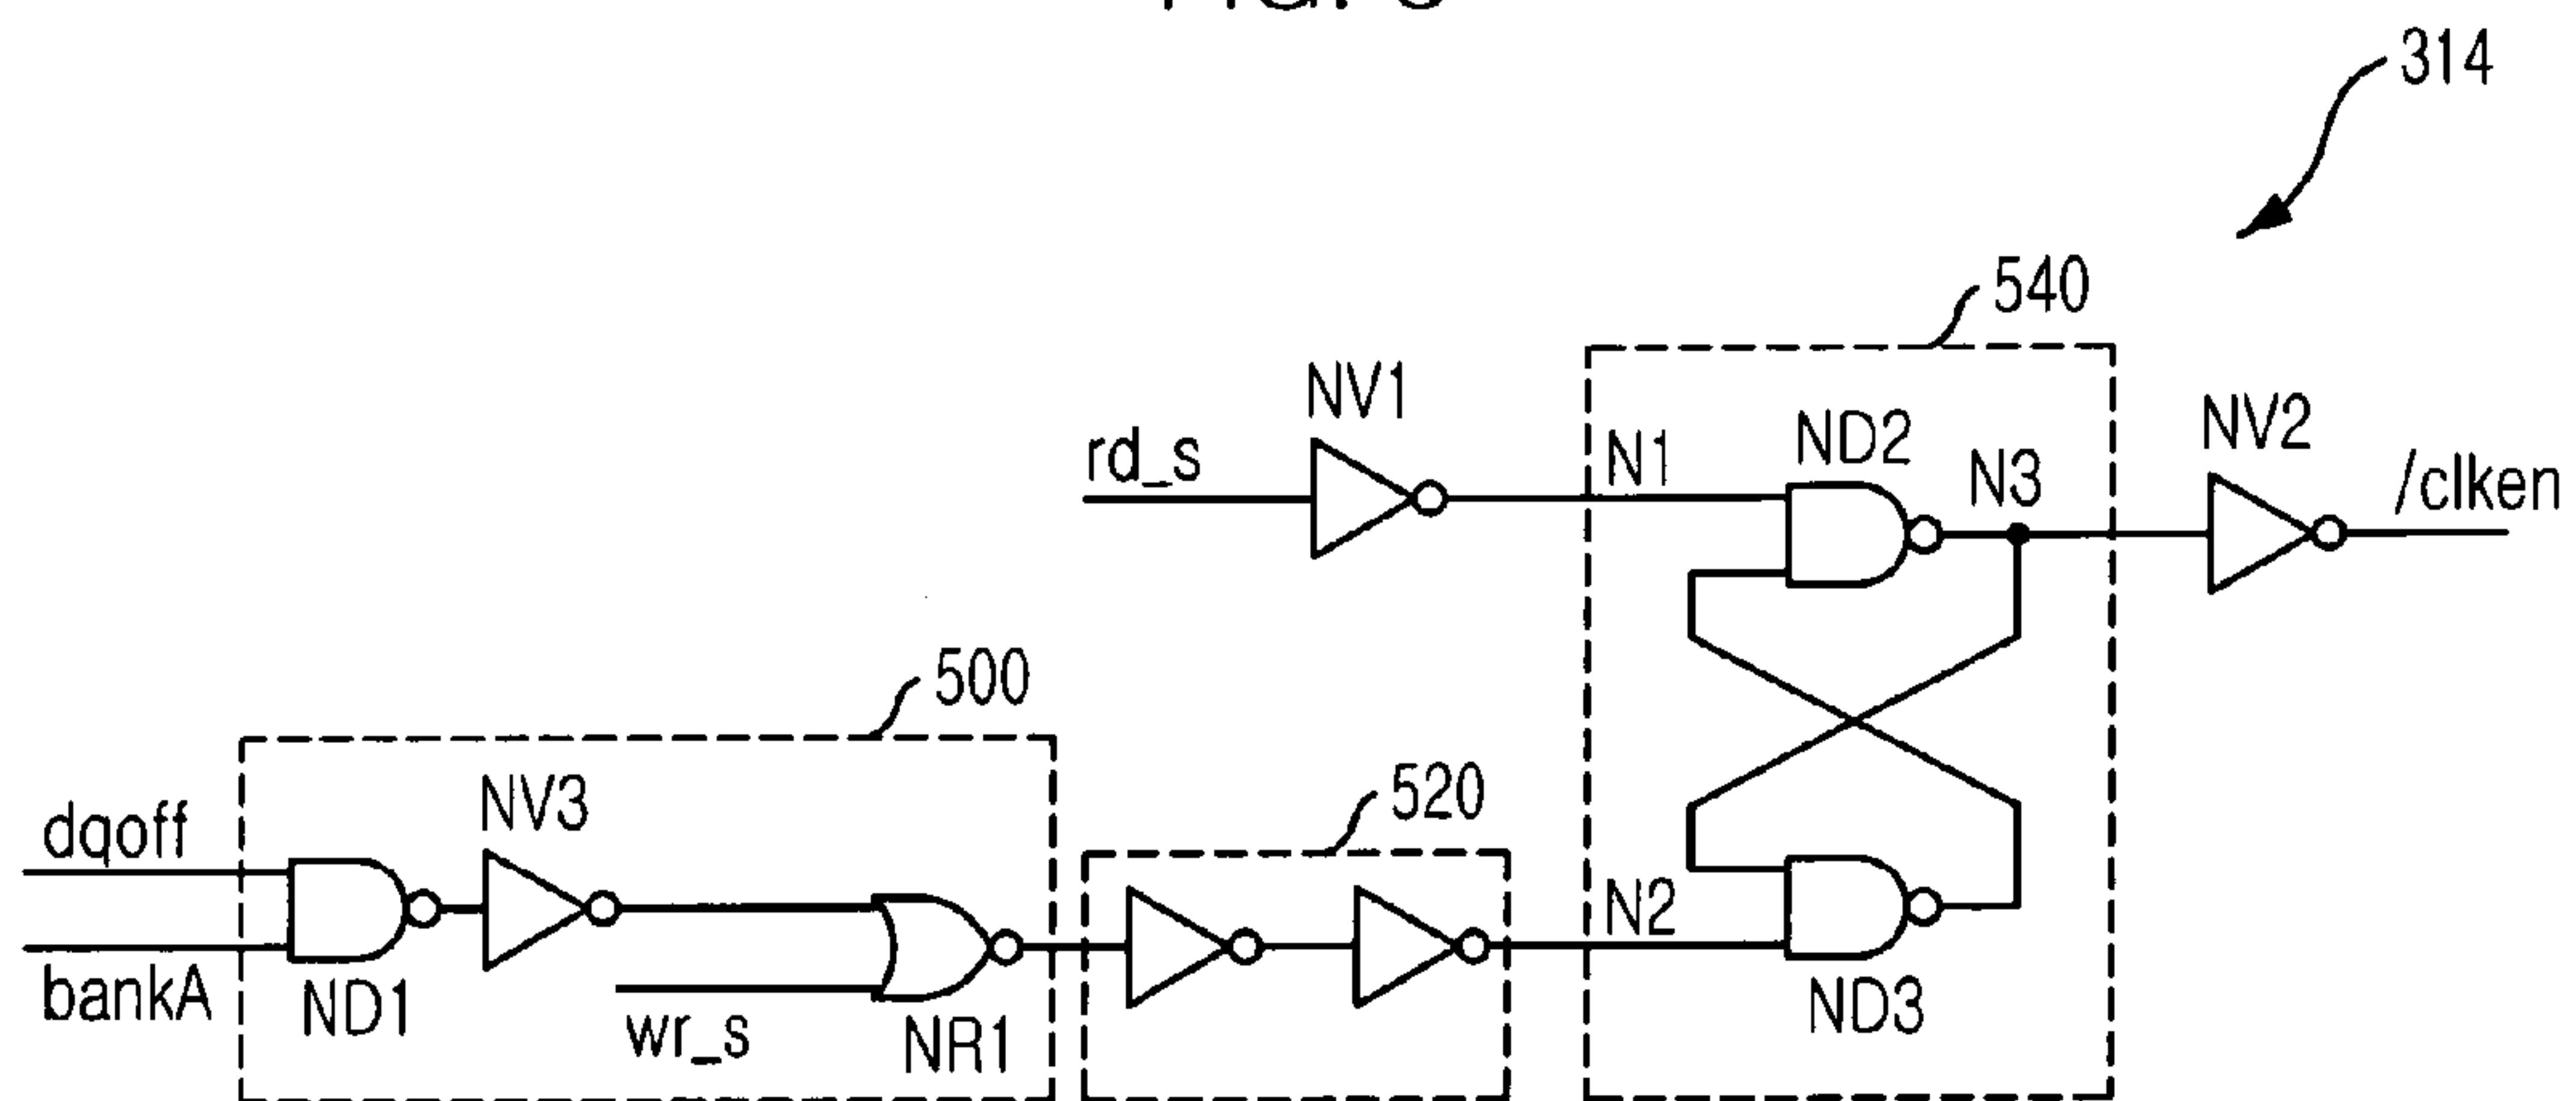 314
540
NV1
ND2
N3
NV2
rd_s
N1
/clken
500
520
NV3
dqoff
N2
bankA
ND1
wr_s
NR1
ND3